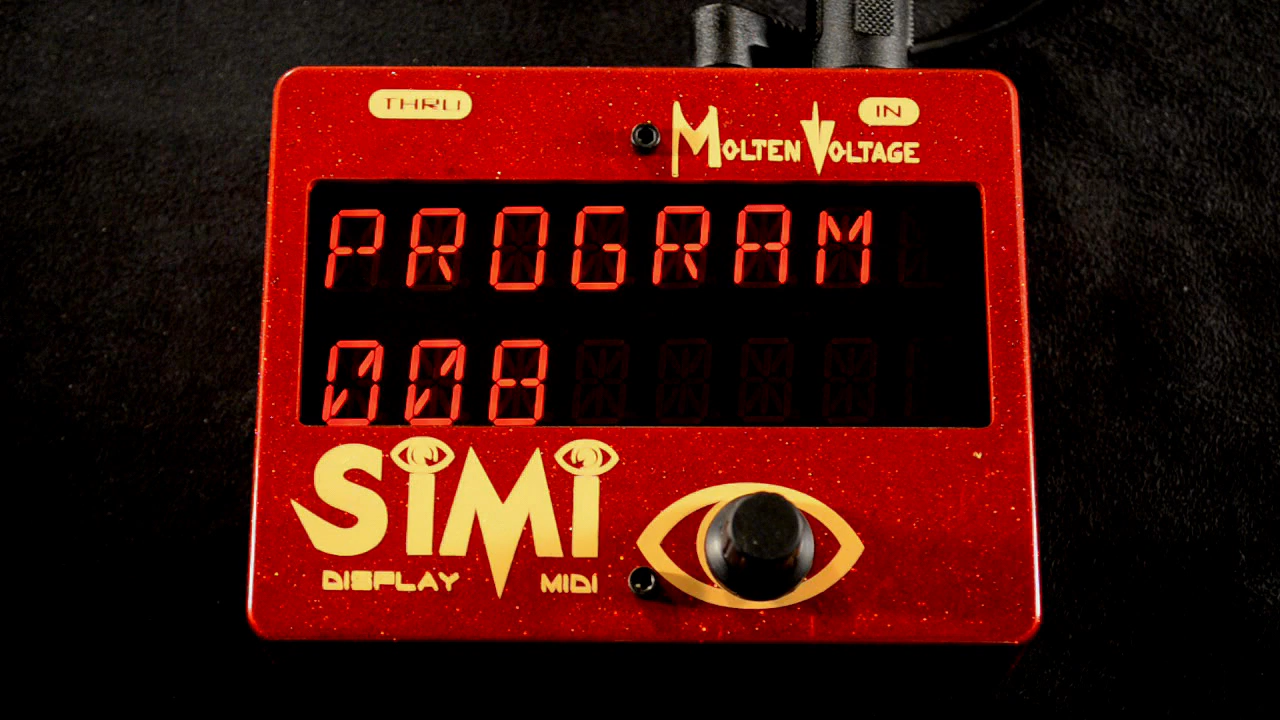 THRU
IN
MOLTEN VOLTAGE
PROGRAM
008
SiMi
DISPLAY MIDI